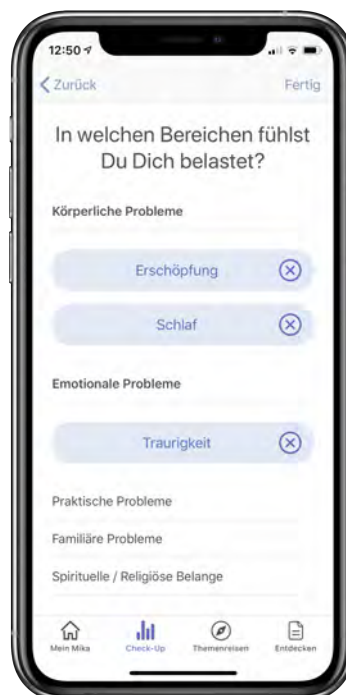 12:50
Zurück
Fertig
In welchen Bereichen fühlst
Du Dich belastet?
Körperliche Probleme
Erschöpfung
Schlaf
Emotionale Probleme
Traurigkeit
Praktische Probleme
Familiäre Probleme
Spirituelle / Religiöse Belange
Mein Mika
Check-Up
Themenreisen
Entdecken